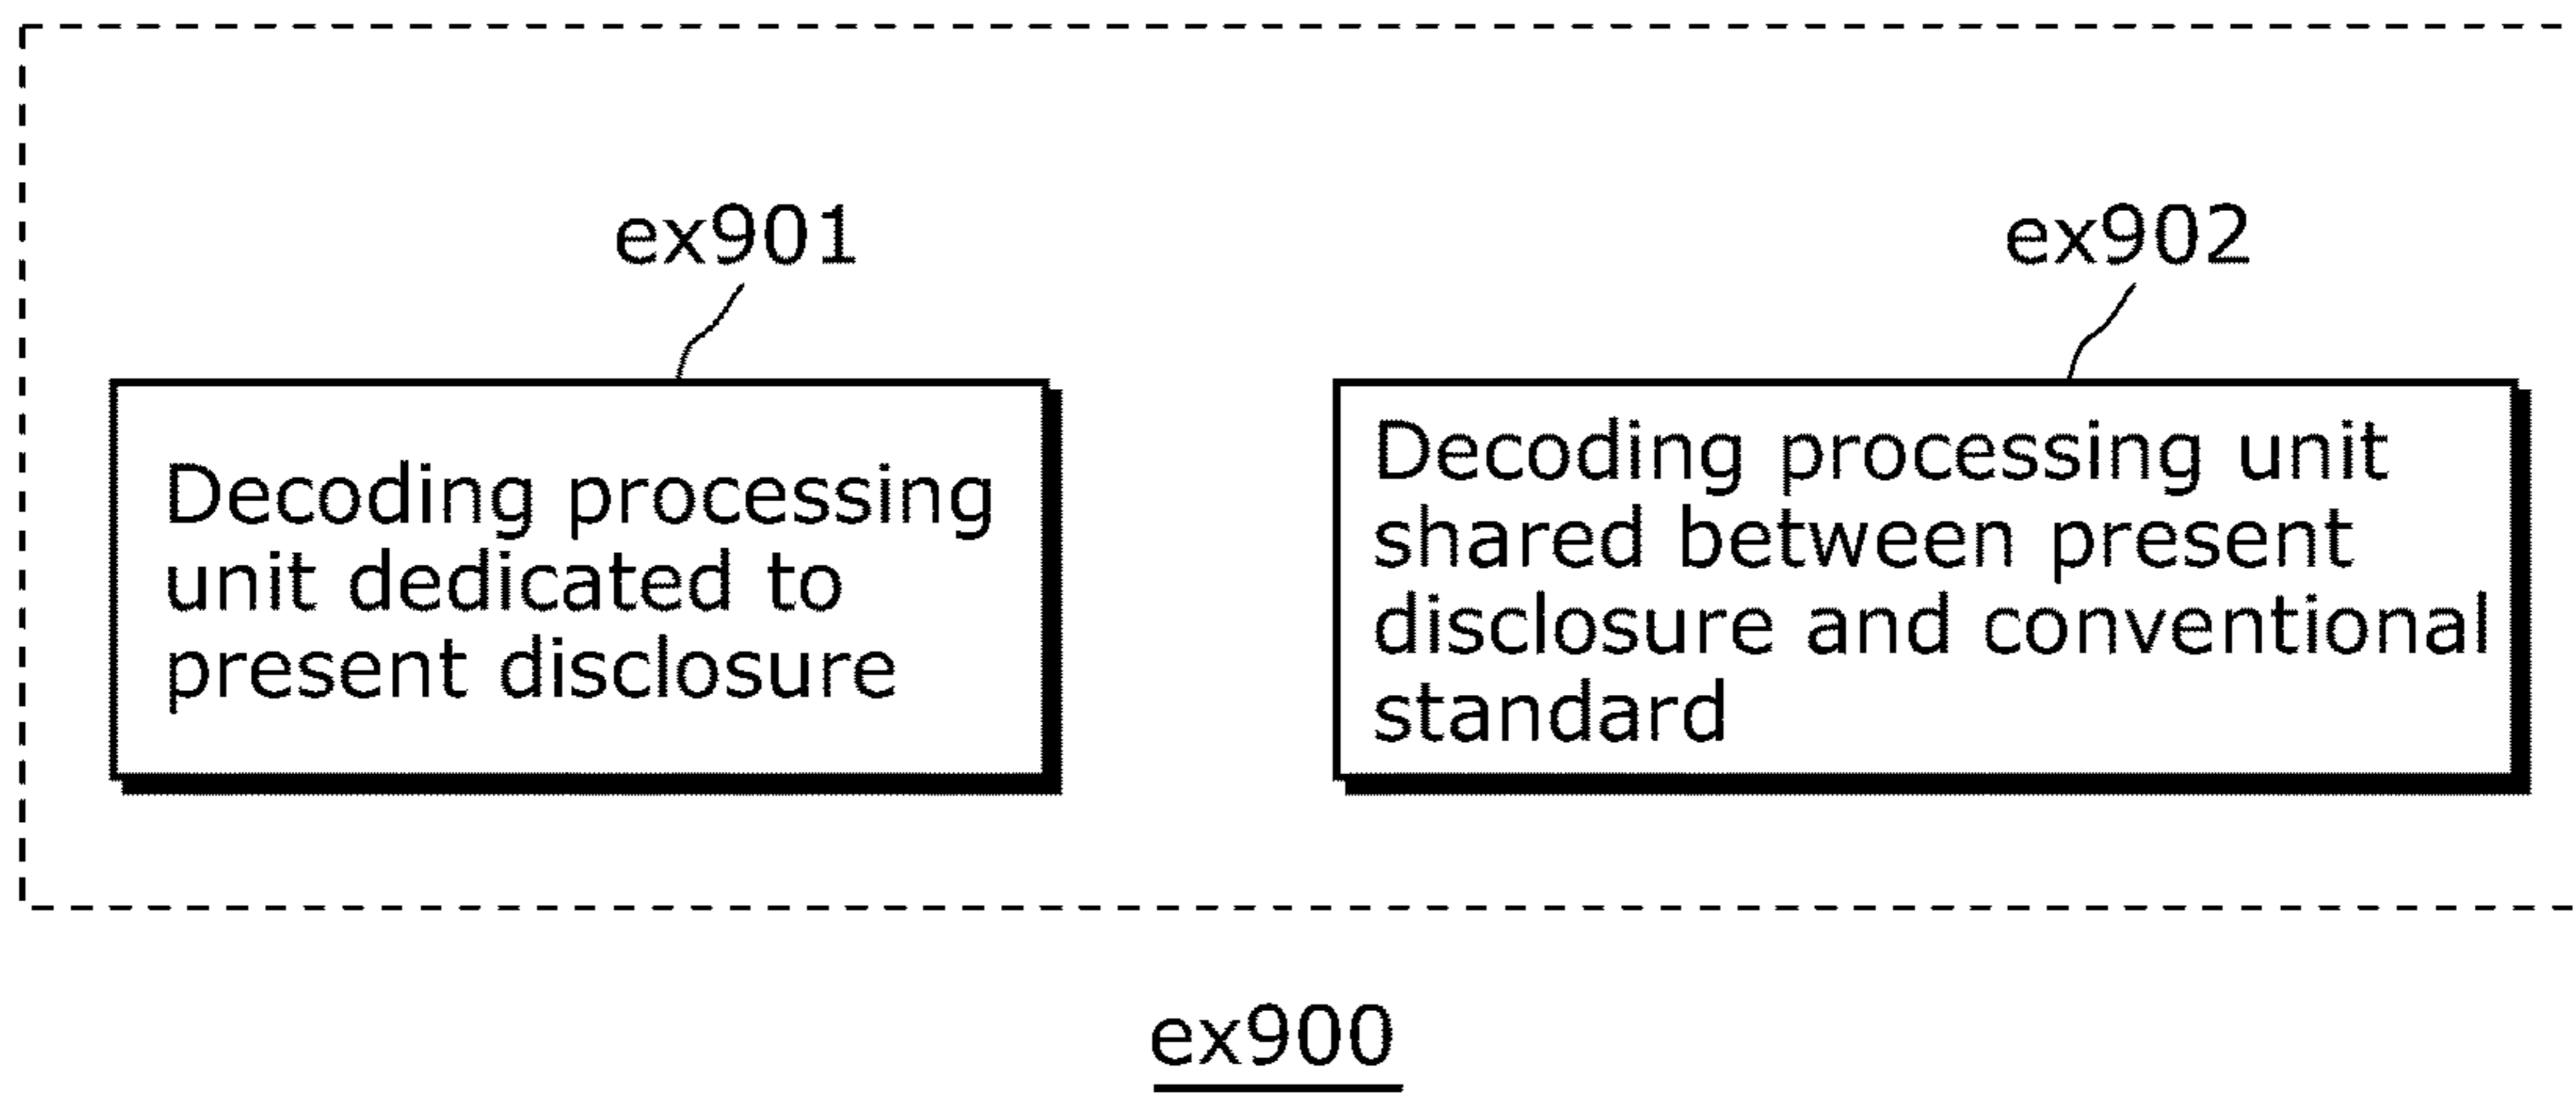 ex901
ex902
Decoding processing
unit dedicated to
present disclosure
Decoding processing unit
shared between present
disclosure and conventional
standard
ex900